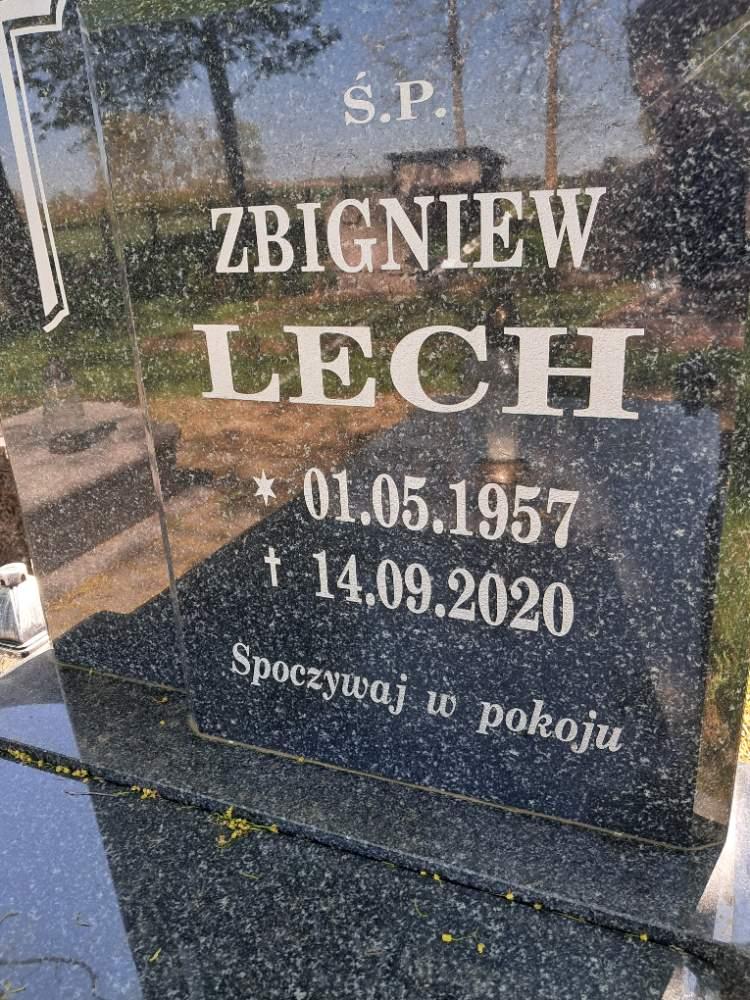 Ś.P.
ZBIGNIEW
LECH
* 01.05.1957
† 14.09.2020
Spoczywaj w pokoju